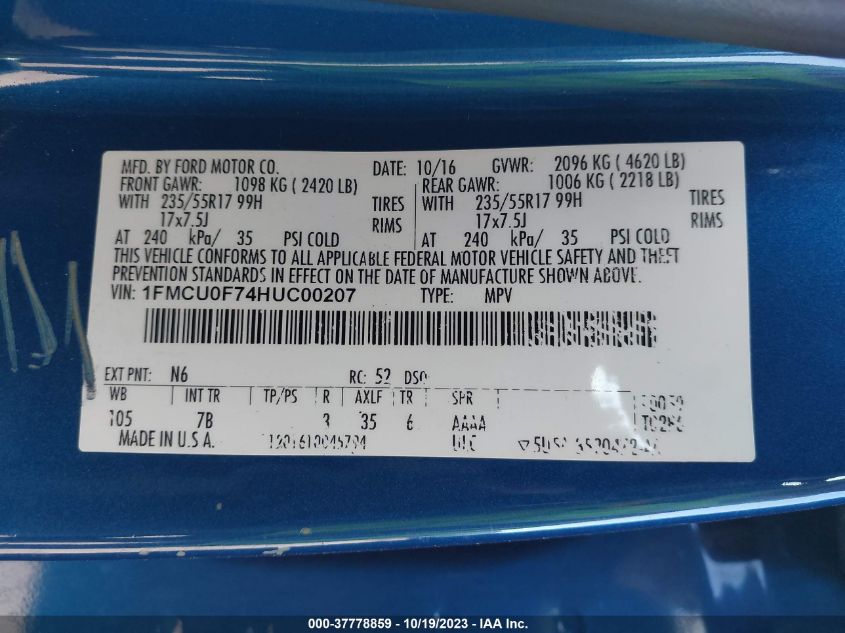 MFD. BY FORD MOTOR CO. DATE: 10/16 GVWR: 2096 KG ( 4620 LB)
FRONT GAWR: 1098 KG ( 2420 LB) REAR GAWR: 1006 KG ( 2218 LB)
WITH 235/55R17 99H TIRES WITH 235/55R17 99H TIRES
17x7.5J RIMS 17x7.5J RIMS
AT 240 kPa/ 35 PSI COLD AT 240 kPa/ 35 PSI COLD
THIS VEHICLE CONFORMS TO ALL APPLICABLE FEDERAL MOTOR VEHICLE SAFETY AND THEFT
PREVENTION STANDARDS IN EFFECT ON THE DATE OF MANUFACTURE SHOWN ABOVE.
VIN: 1FMCU0F74HUC00207 TYPE: MPV
EXT PNT: N6 RC: 52 DSO:
WB INT TR TP/PS R AXLE TR SPR
105 7B 3 35 6 AAAA
MADE IN U.S.A.
000-37778859 - 10/19/2023 - IAA Inc.